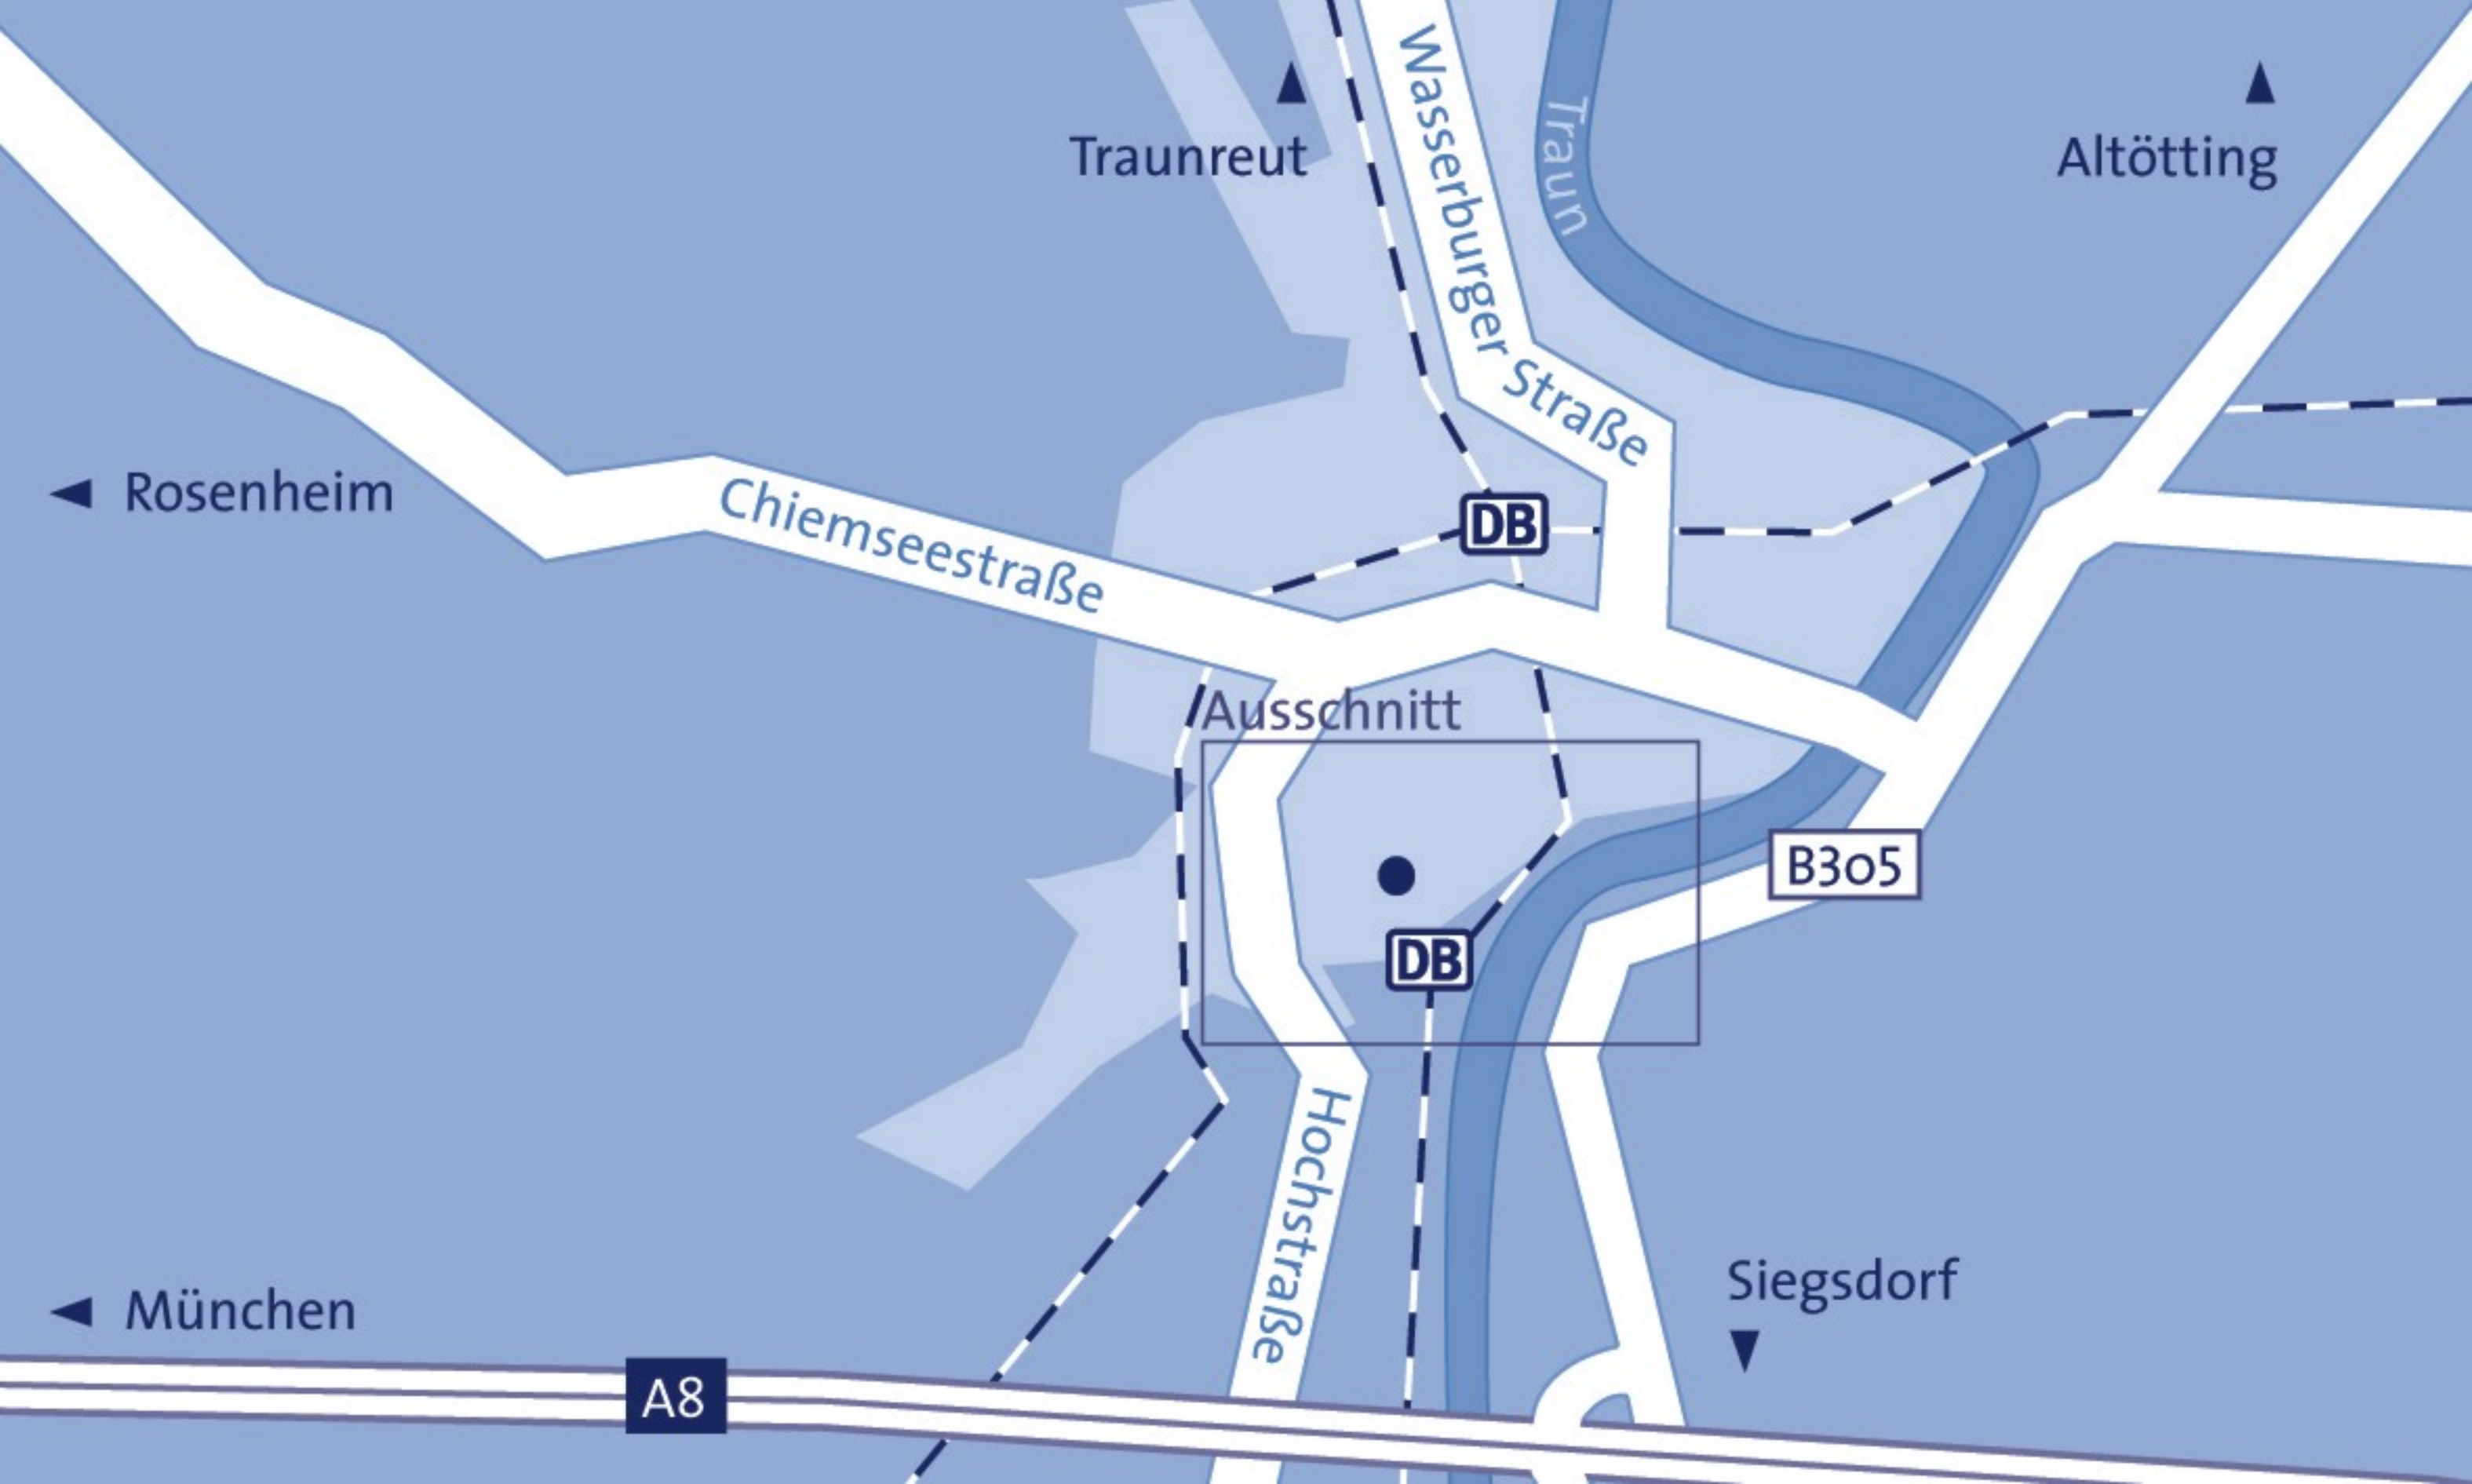 Wasserburger Straße
Traun
Traunreut
Altötting
Rosenheim
Chiemseestraße
DB
Ausschnitt
B305
DB
Hochstraße
Siegsdorf
München
A8